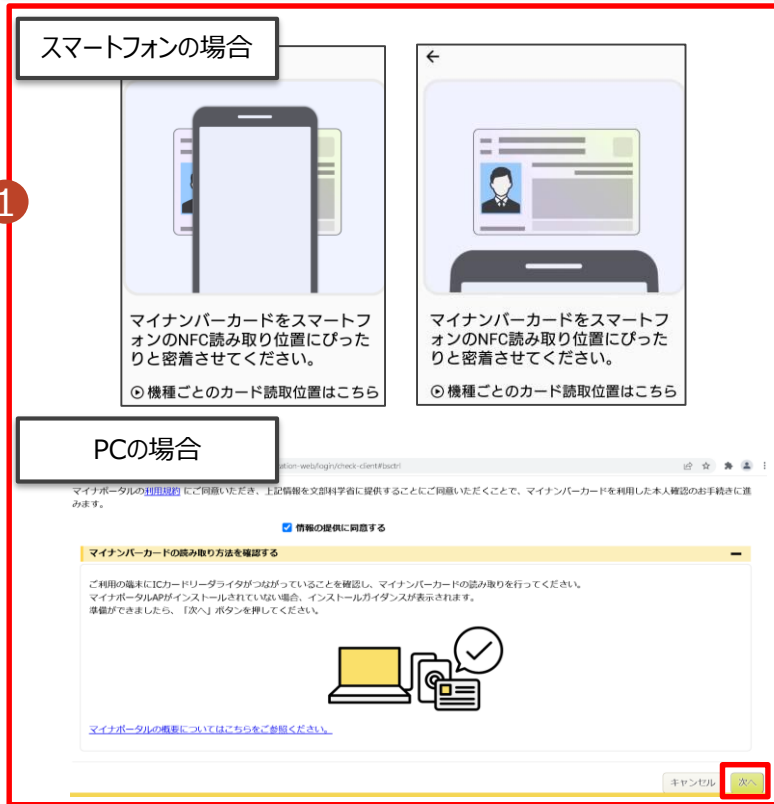 スマートフォンの場合
1
マイナンバーカードをスマートフ
ォンのNFC読み取り位置にぴった
りと密着させてください。
機種ごとのカード読取位置はこちら
マイナンバーカードをスマートフ
ォンのNFC読み取り位置にぴった
りと密着させてください。
機種ごとのカード読取位置はこちら
PCの場合
ation-web/login/check-client#bsctrl
マイナポータルの利用規約 にご同意いただき、上記情報を文部科学省に提供することにご同意いただくことで、マイナンバーカードを利用した本人確認のお手続きに進
みます。
情報の提供に同意する
マイナンバーカードの読み取り方法を確認する
ご利用の端末にICカードリーダライタがつながっていることを確認し、マイナンバーカードの読み取りを行ってください。
マイナポータルAPがインストールされていない場合、インストールガイダンスが表示されます。
準備ができましたら、「次へ」ボタンを押してください。
マイナポータルの概要についてはこちらをご参照ください。
キャンセル
次へ